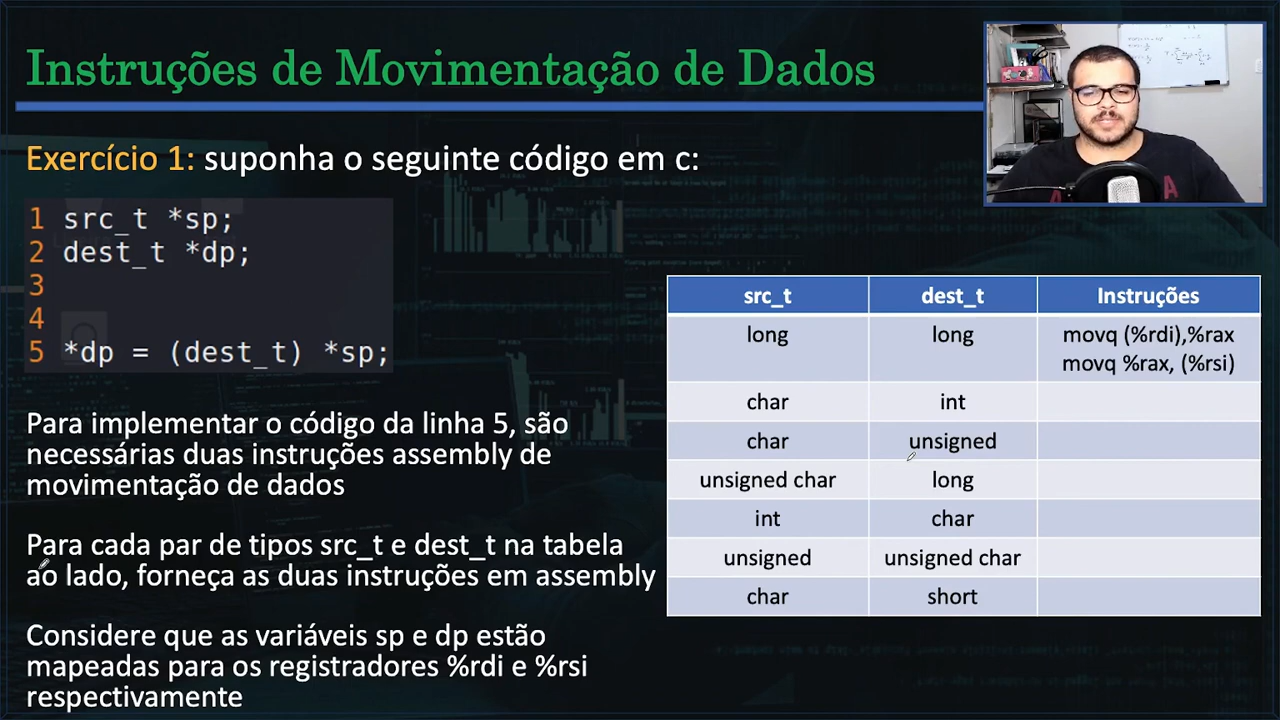 Instruções de Movimentação de Dados
Exercício 1: suponha o seguinte código em c:
1 src_t *sp;
2 dest_t *dp;
3
4
5 *dp = (dest_t) *sp;
Para implementar o código da linha 5, são
necessárias duas instruções assembly de
movimentação de dados
Para cada par de tipos src_t e dest_t na tabela
ao lado, forneça as duas instruções em assembly
Considere que as variáveis sp e dp estão
mapeadas para os registradores %rdi e %rsi
respectivamente
src_t dest_t Instruções
long long movq (%rdi),%rax
movq %rax, (%rsi)
char int
char unsigned
unsigned char long
int char
unsigned unsigned char
char short